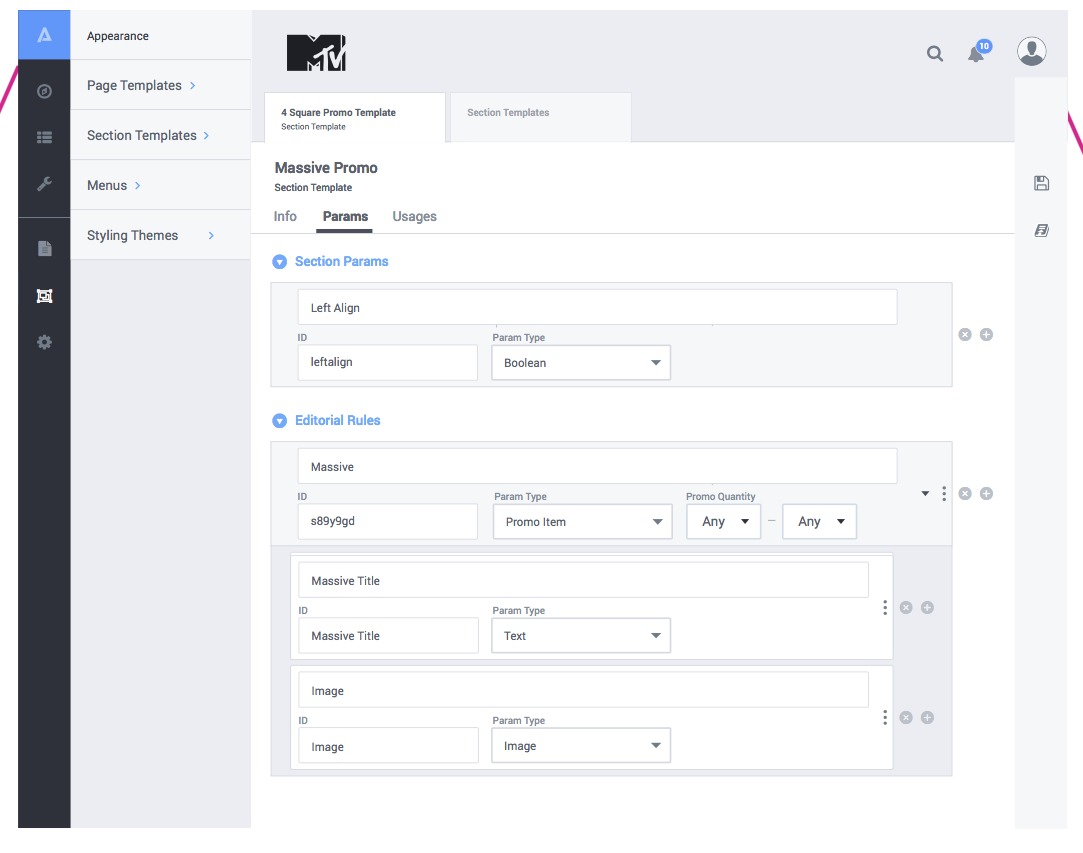 Appearance
Page Templates
Section Templates
Menus
Styling Themes
MTV
10
4 Square Promo Template
Section Template
Section Templates
Massive Promo
Section Template
Info Params Usages
Section Params
Left Align
ID Param Type
leftalign Boolean
Editorial Rules
Massive
ID Param Type Promo Quantity
s89y9gd Promo Item Any – Any
Massive Title
ID Param Type
Massive Title Text
Image
ID Param Type
Image Image